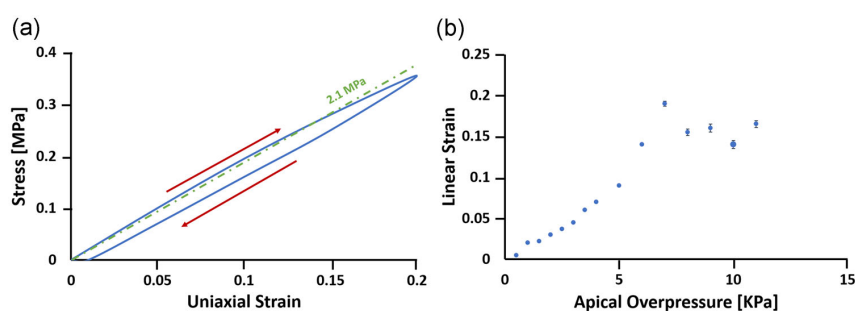 (a)
0.4
0.3
0.2
0.1
0
Stress [MPa]
2.1 MPa
0
0.05
0.1
0.15
0.2
Uniaxial Strain
(b)
0.25
0.2
0.15
0.1
0.05
0
Linear Strain
0
5
10
15
Apical Overpressure [KPa]